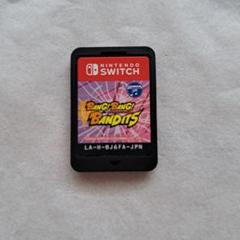 NINTENDO
SWITCH
BANG! BANG!
BANDITS
LA-H-BJ6FA-JPN